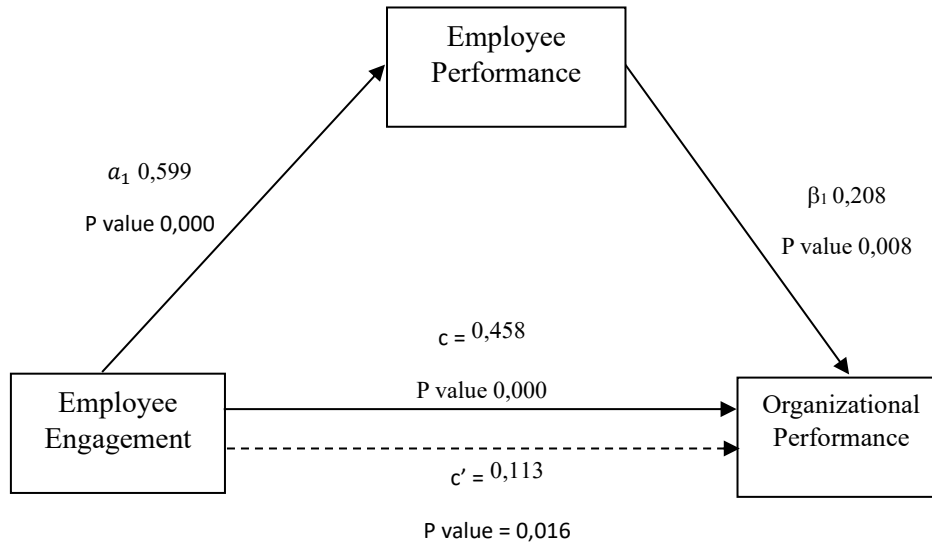 Employee
Performance
a₁ 0,599
P value 0,000
β₁ 0,208
P value 0,008
c = 0,458
P value 0,000
Employee
Engagement
Organizational
Performance
c’ = 0,113
P value = 0,016